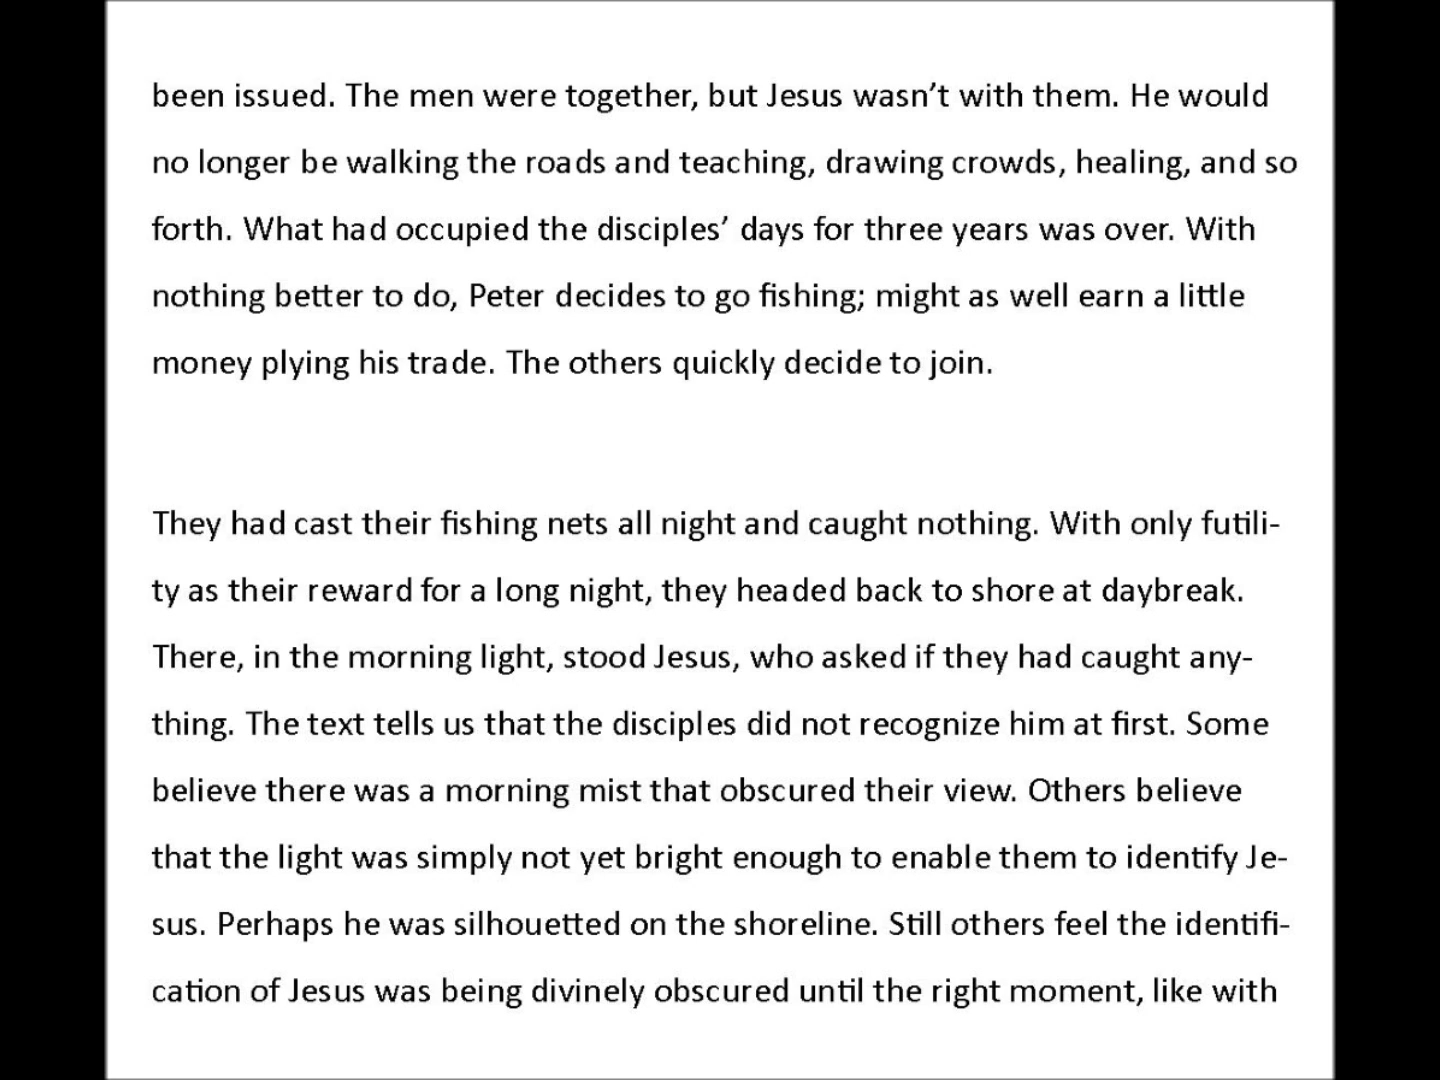 been issued. The men were together, but Jesus wasn’t with them. He would
no longer be walking the roads and teaching, drawing crowds, healing, and so
forth. What had occupied the disciples’ days for three years was over. With
nothing better to do, Peter decides to go fishing; might as well earn a little
money plying his trade. The others quickly decide to join.
They had cast their fishing nets all night and caught nothing. With only futili-
ty as their reward for a long night, they headed back to shore at daybreak.
There, in the morning light, stood Jesus, who asked if they had caught any-
thing. The text tells us that the disciples did not recognize him at first. Some
believe there was a morning mist that obscured their view. Others believe
that the light was simply not yet bright enough to enable them to identify Je-
sus. Perhaps he was silhouetted on the shoreline. Still others feel the identifi-
cation of Jesus was being divinely obscured until the right moment, like with